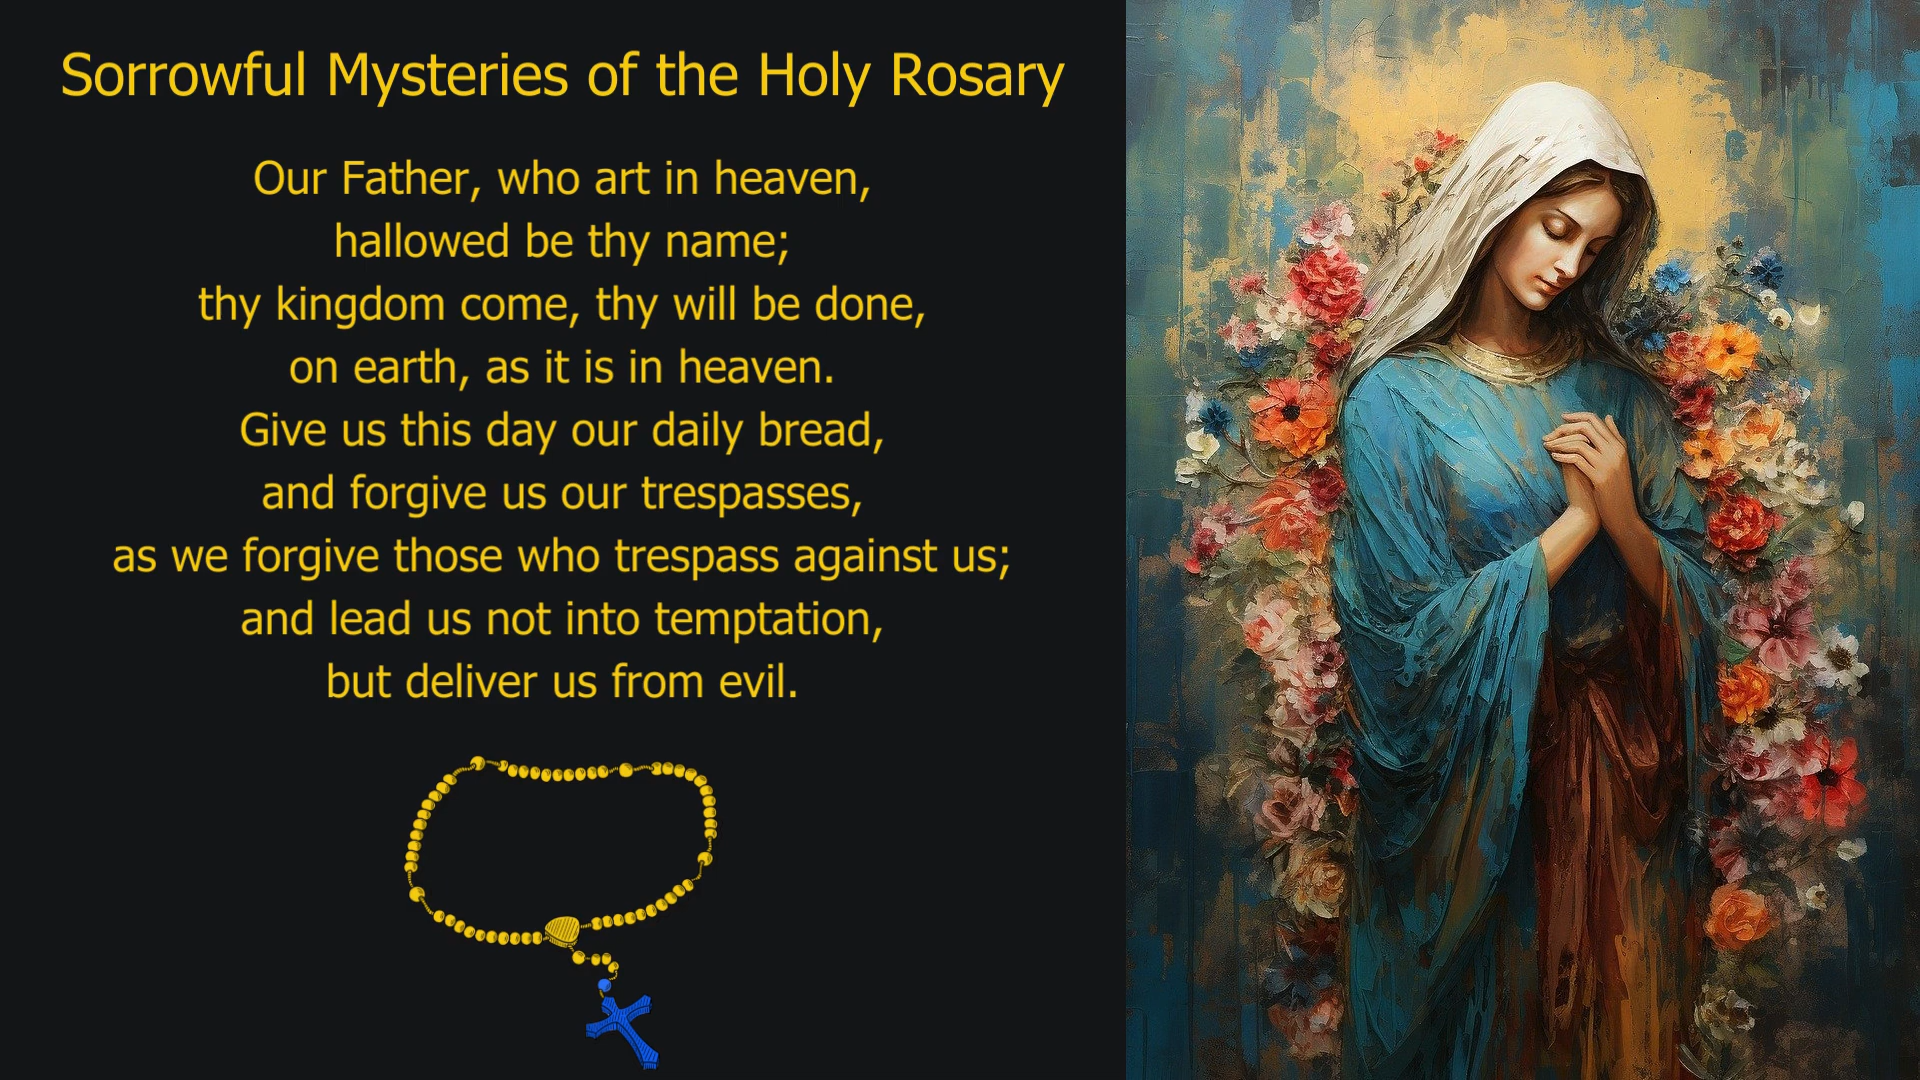 Sorrowful Mysteries of the Holy Rosary
Our Father, who art in heaven,
hallowed be thy name;
thy kingdom come, thy will be done,
on earth, as it is in heaven.
Give us this day our daily bread,
and forgive us our trespasses,
as we forgive those who trespass against us;
and lead us not into temptation,
but deliver us from evil.